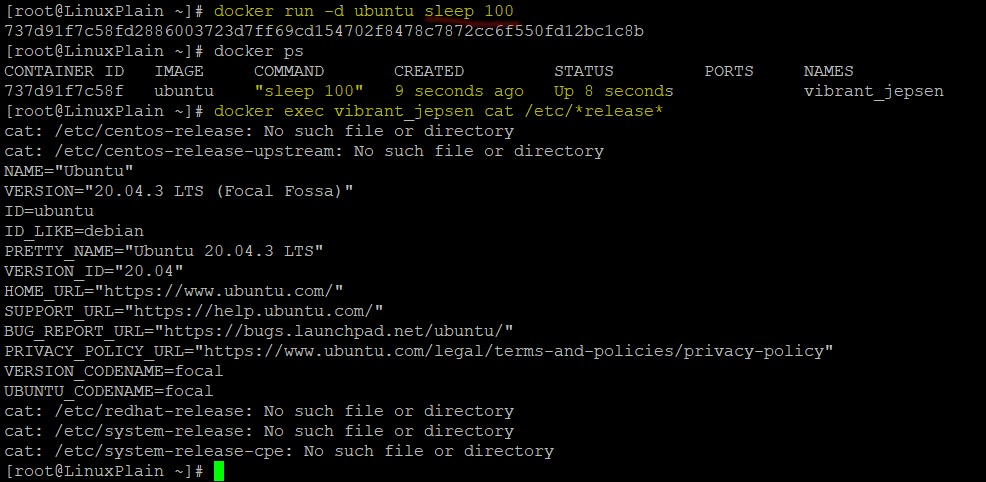 [root@LinuxPlain ~]# docker run -d ubuntu sleep 100
737d91f7c58fd2886003723d7ff69cd154702f8478c7872cc6f550fd12bc1c8b
[root@LinuxPlain ~]# docker ps
CONTAINER ID   IMAGE     COMMAND       CREATED         STATUS         PORTS     NAMES
737d91f7c58f   ubuntu    "sleep 100"   9 seconds ago   Up 8 seconds             vibrant_jepsen
[root@LinuxPlain ~]# docker exec vibrant_jepsen cat /etc/*release*
cat: /etc/centos-release: No such file or directory
cat: /etc/centos-release-upstream: No such file or directory
NAME="Ubuntu"
VERSION="20.04.3 LTS (Focal Fossa)"
ID=ubuntu
ID_LIKE=debian
PRETTY_NAME="Ubuntu 20.04.3 LTS"
VERSION_ID="20.04"
HOME_URL="https://www.ubuntu.com/"
SUPPORT_URL="https://help.ubuntu.com/"
BUG_REPORT_URL="https://bugs.launchpad.net/ubuntu/"
PRIVACY_POLICY_URL="https://www.ubuntu.com/legal/terms-and-policies/privacy-policy"
VERSION_CODENAME=focal
UBUNTU_CODENAME=focal
cat: /etc/redhat-release: No such file or directory
cat: /etc/system-release: No such file or directory
cat: /etc/system-release-cpe: No such file or directory
[root@LinuxPlain ~]#